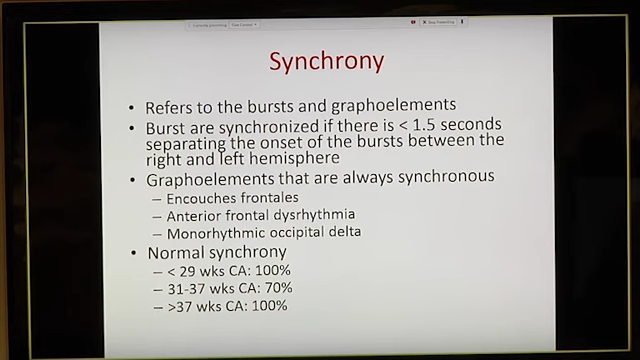 Synchrony
• Refers to the bursts and graphoelements
• Burst are synchronized if there is < 1.5 seconds
separating the onset of the bursts between the
right and left hemisphere
• Graphoelements that are always synchronous
– Encouches frontales
– Anterior frontal dysrhythmia
– Monorhythmic occipital delta
• Normal synchrony
– < 29 wks CA: 100%
– 31-37 wks CA: 70%
– >37 wks CA: 100%